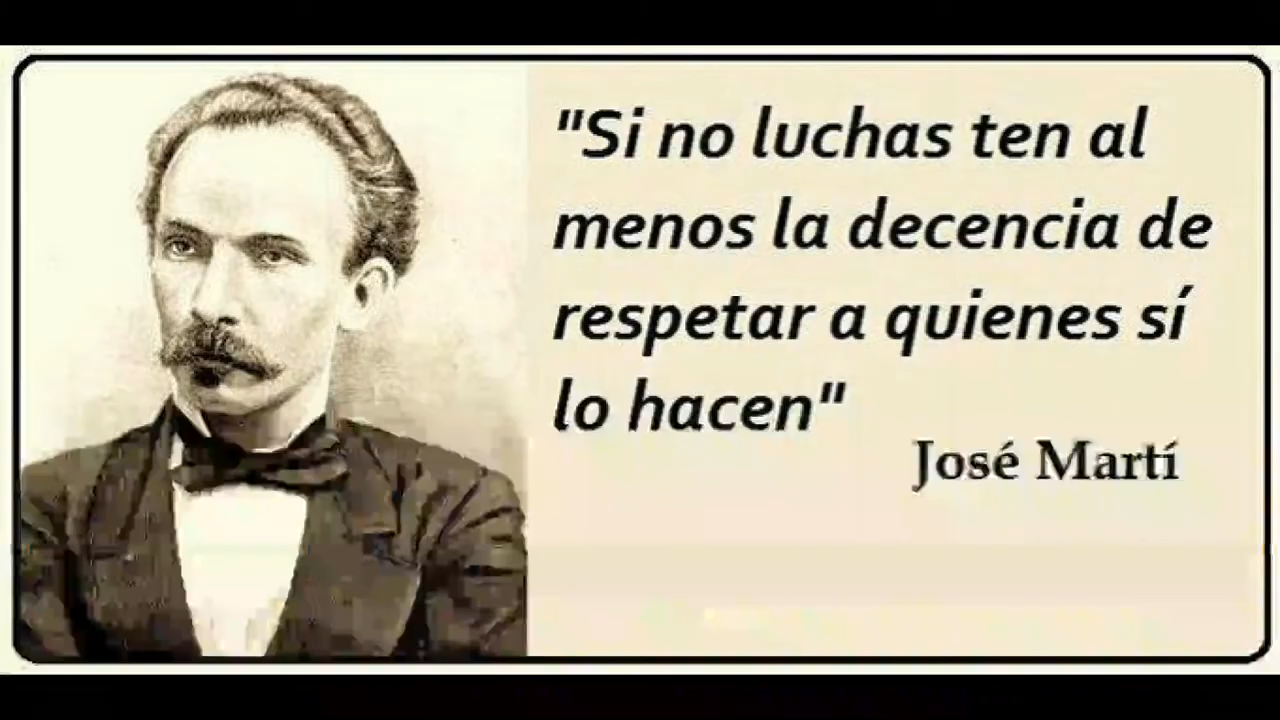 "Si no luchas ten al
menos la decencia de
respetar a quienes sí
lo hacen"
José Martí